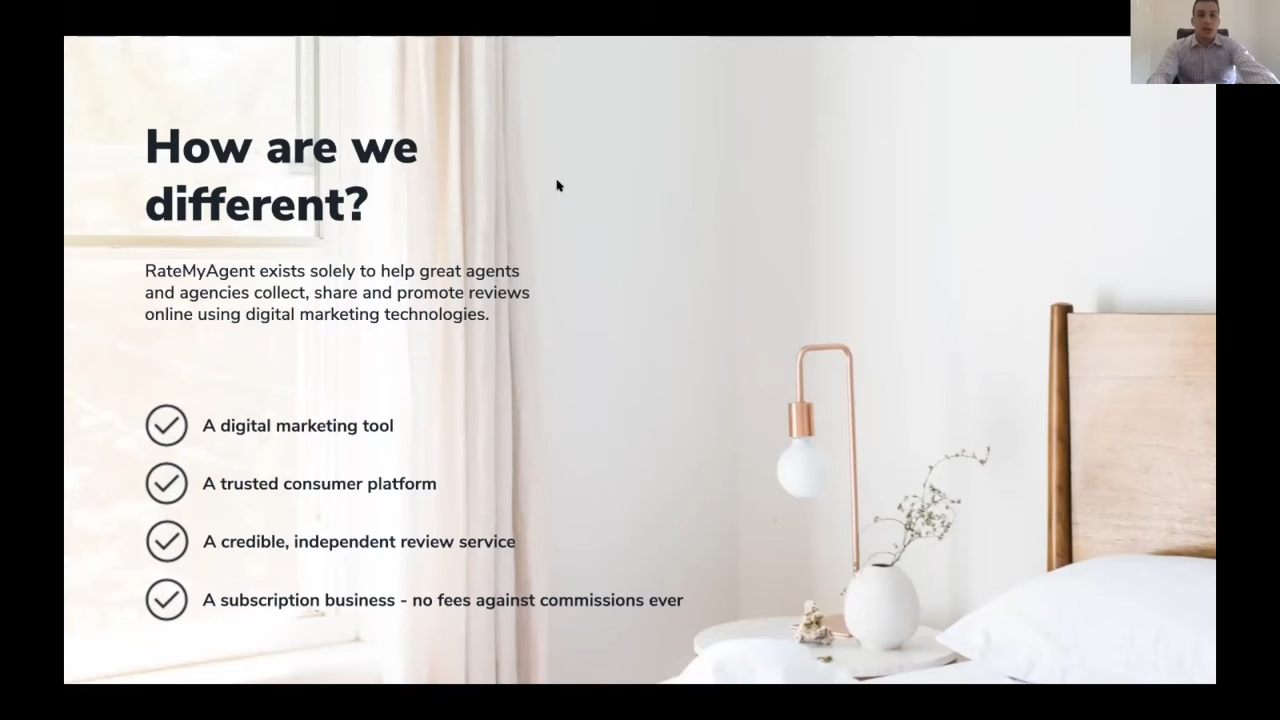 How are we
different?
RateMyAgent exists solely to help great agents
and agencies collect, share and promote reviews
online using digital marketing technologies.
A digital marketing tool
A trusted consumer platform
A credible, independent review service
A subscription business - no fees against commissions ever